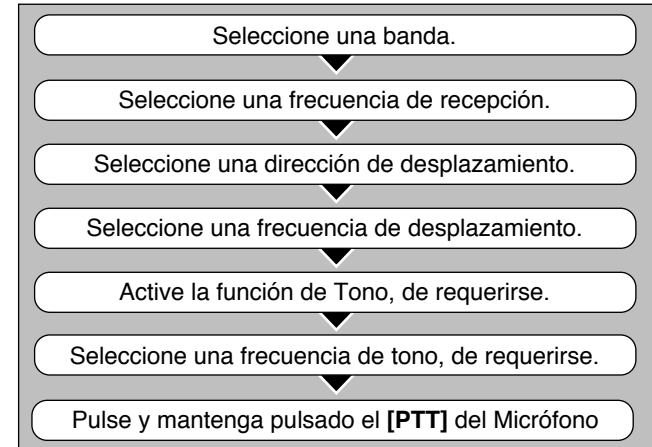 Seleccione una banda.
Seleccione una frecuencia de recepción.
Seleccione una dirección de desplazamiento.
Seleccione una frecuencia de desplazamiento.
Active la función de Tono, de requerirse.
Seleccione una frecuencia de tono, de requerirse.
Pulse y mantenga pulsado el [PTT] del Micrófono